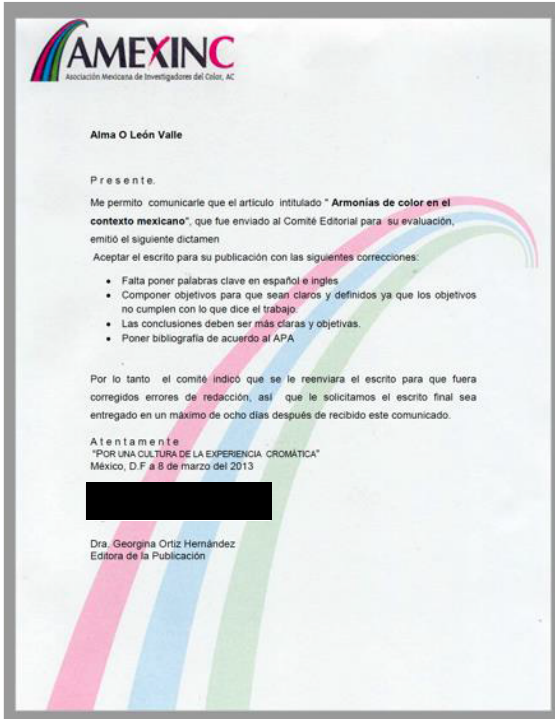 AMEXINC
Asociación Mexicana de Investigadores del Color, AC
Alma O León Valle
P r e s e n t e.
Me permito comunicarle que el artículo intitulado " Armonías de color en el
contexto mexicano", que fue enviado al Comité Editorial para su evaluación,
emitió el siguiente dictamen
Aceptar el escrito para su publicación con las siguientes correcciones:
• Falta poner palabras clave en español e ingles
• Componer objetivos para que sean claros y definidos ya que los objetivos
no cumplen con lo que dice el trabajo.
• Las conclusiones deben ser más claras y objetivas.
• Poner bibliografía de acuerdo al APA
Por lo tanto el comité indicó que se le reenviara el escrito para que fuera
corregidos errores de redacción, así que le solicitamos el escrito final sea
entregado en un máximo de ocho días después de recibido este comunicado.
A t e n t a m e n t e
"POR UNA CULTURA DE LA EXPERIENCIA CROMÁTICA"
México, D.F a 8 de marzo del 2013
Dra. Georgina Ortiz Hernández
Editora de la Publicación